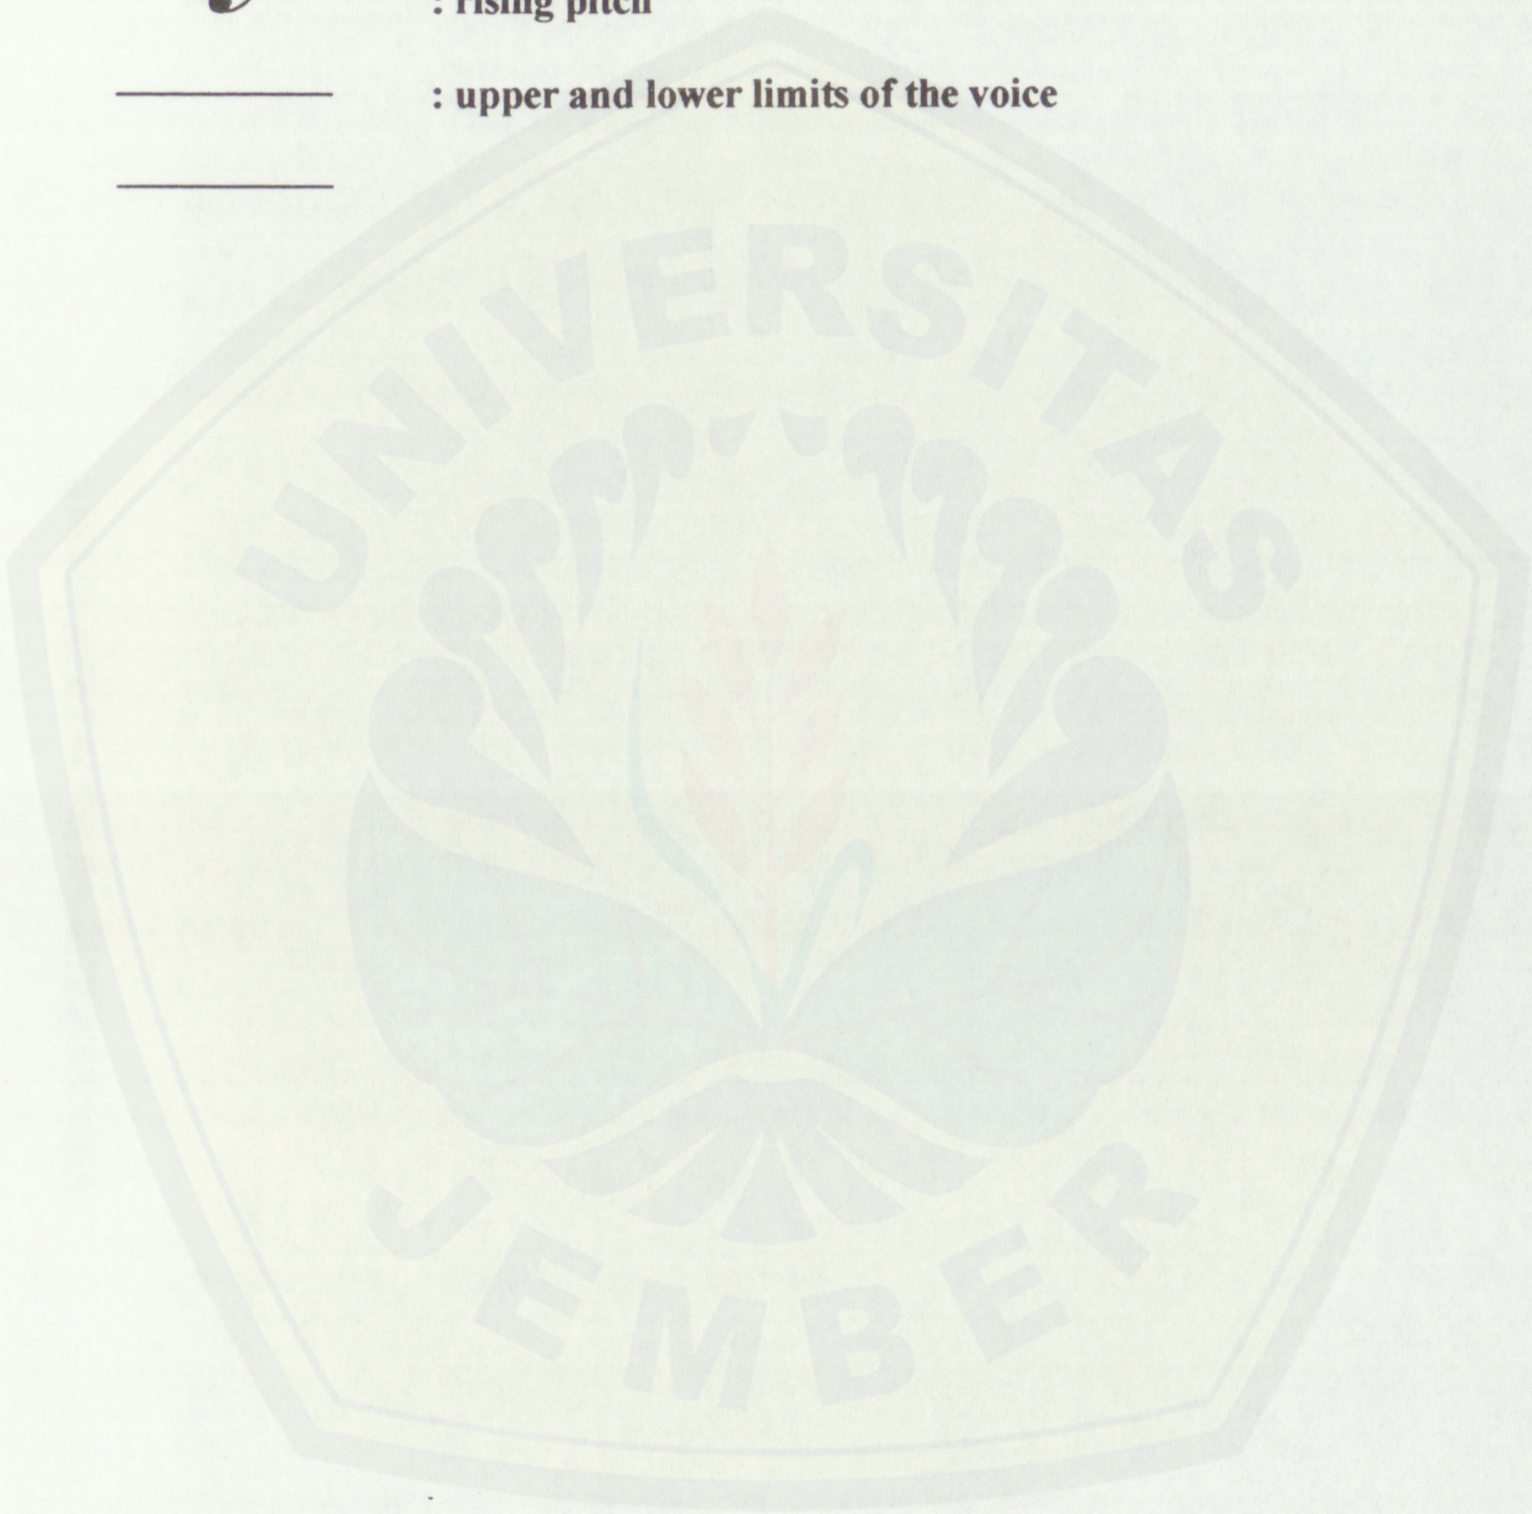 : rising pitch
: upper and lower limits of the voice
UNIVERSITAS
JEMBER